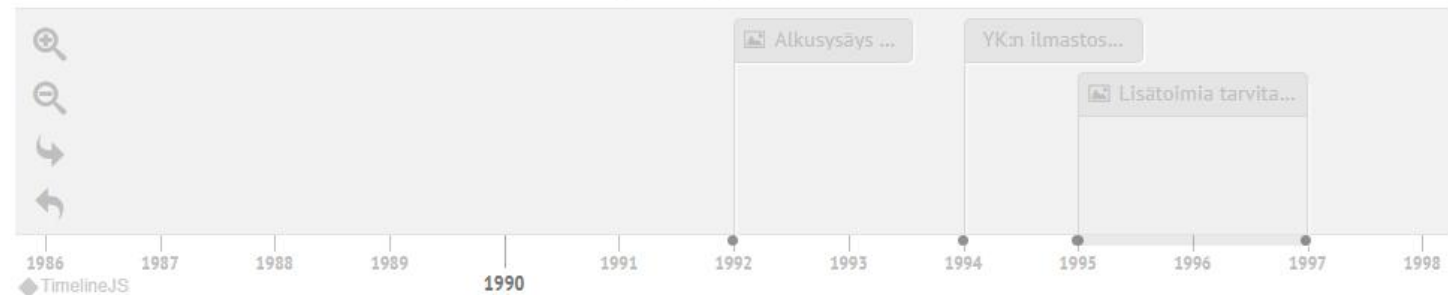 Alkusysäys ...
YK:n ilmastos...
Lisätoimia tarvita...
1986 1987 1988 1989 1990 1991 1992 1993 1994 1995 1996 1997 1998
TimelineJS